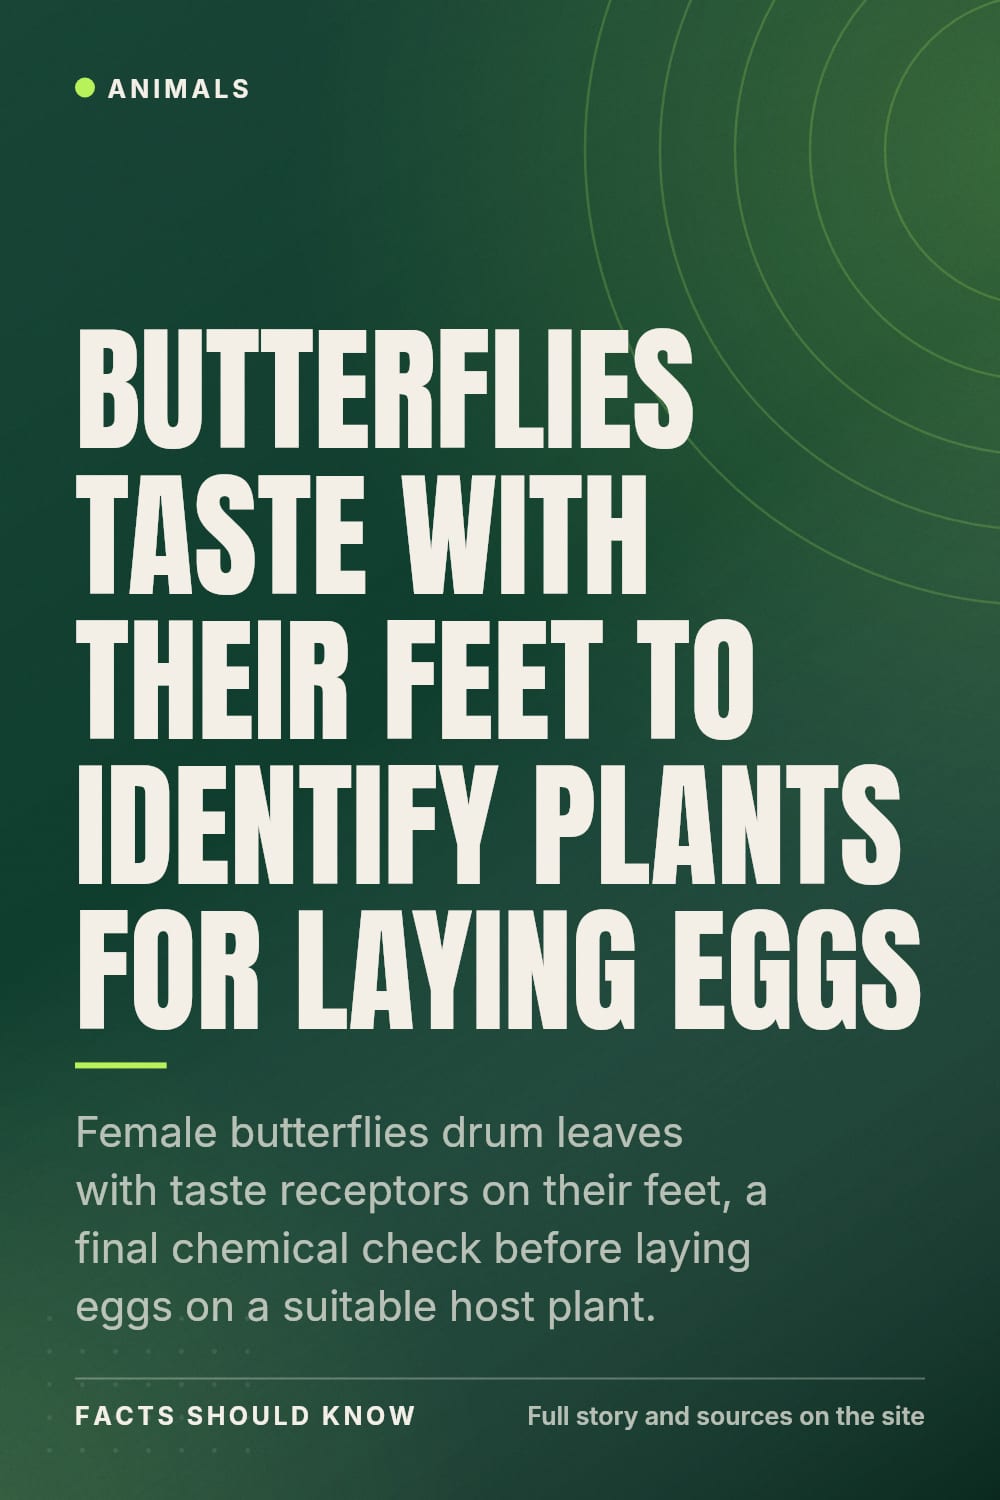 ANIMALS
BUTTERFLIES
TASTE WITH
THEIR FEET TO
IDENTIFY PLANTS
FOR LAYING EGGS
Female butterflies drum leaves
with taste receptors on their feet, a
final chemical check before laying
eggs on a suitable host plant.
FACTS SHOULD KNOW
Full story and sources on the site